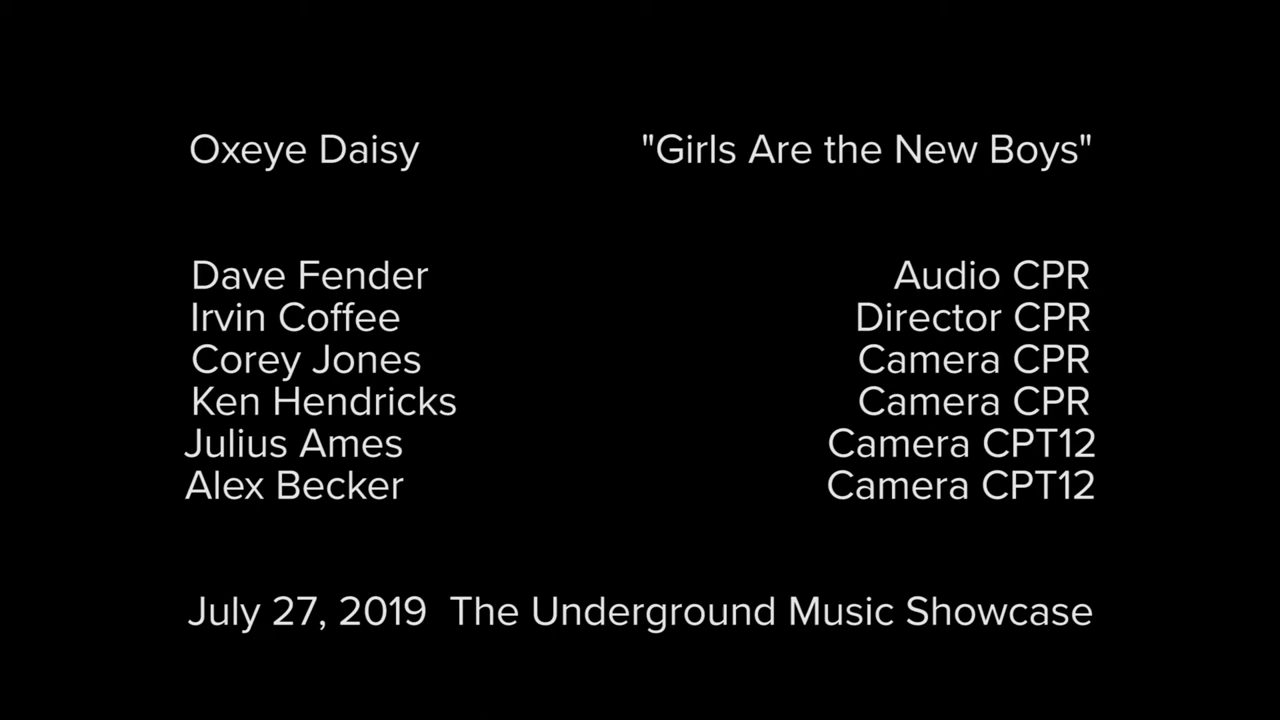 Oxeye Daisy "Girls Are the New Boys"
Dave Fender Audio CPR
Irvin Coffee Director CPR
Corey Jones Camera CPR
Ken Hendricks Camera CPR
Julius Ames Camera CPT12
Alex Becker Camera CPT12
July 27, 2019 The Underground Music Showcase